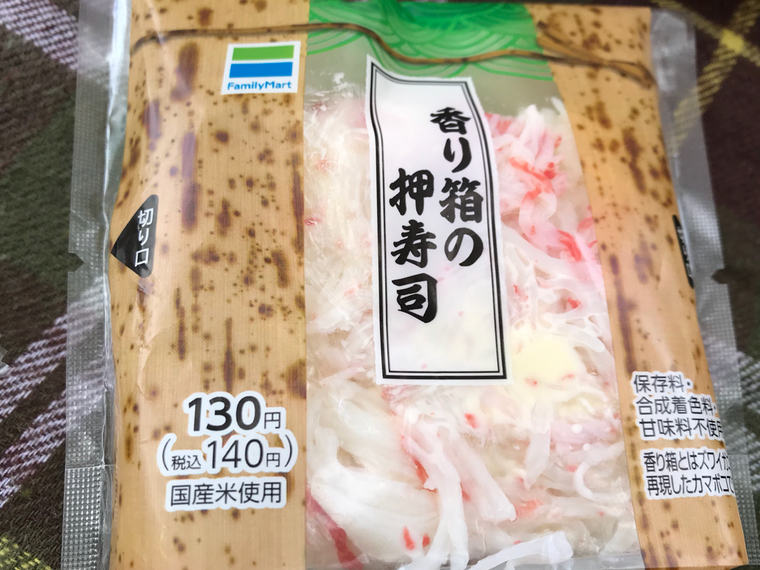 FamilyMart
香り箱の
押寿司
切り口
130円
(税込140円)
国産米使用
保存料・
合成着色料・
甘味料不使用
香り箱とはズワイガ
再現したカマボコで